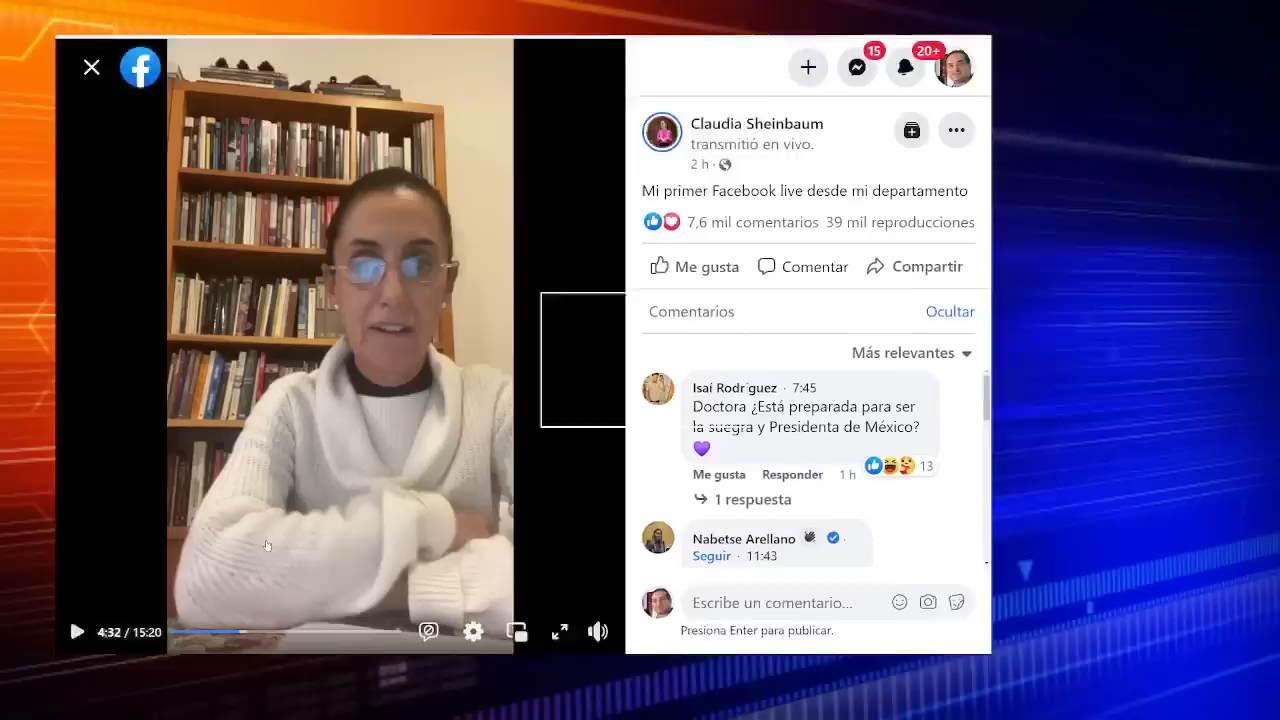 15
20+
Claudia Sheinbaum
transmitió en vivo.
2 h
Mi primer Facebook live desde mi departamento
7,6 mil comentarios 39 mil reproducciones
Me gusta Comentar Compartir
Comentarios Ocultar
Más relevantes
Isaí Rodríguez · 7:45
Doctora ¿Está preparada para ser
la suegra y Presidenta de México?
💜
13
Me gusta Responder 1 h
1 respuesta
Nabetse Arellano
Seguir · 11:43
Escribe un comentario...
Presiona Enter para publicar.
4:32 / 15:20